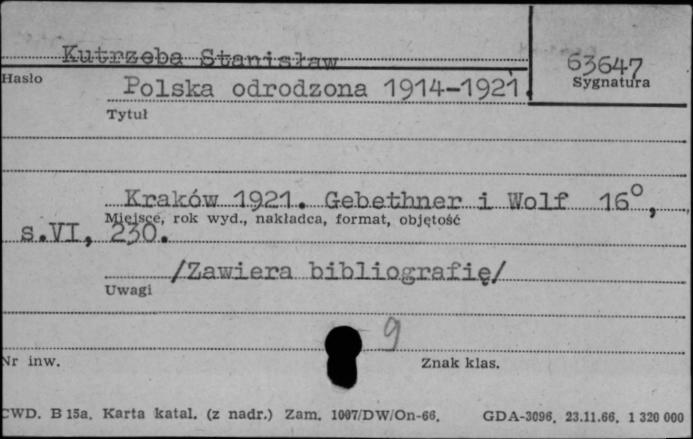 Kutrzeba Stanisław
63647
Hasło
Sygnatura
Polska odrodzona 1914-1921.
Tytuł
Kraków 1921. Gebethner i Wolf 16°,
Miejsce, rok wyd., nakładca, format, objętość
s.VI, 230.
/Zawiera bibliografię/
Uwagi
9
Nr inw.
Znak klas.
CWD. B 15a. Karta katal. (z nadr.) Zam. 1007/DW/On-66. GDA-3096. 23.11.66. 1 320 000